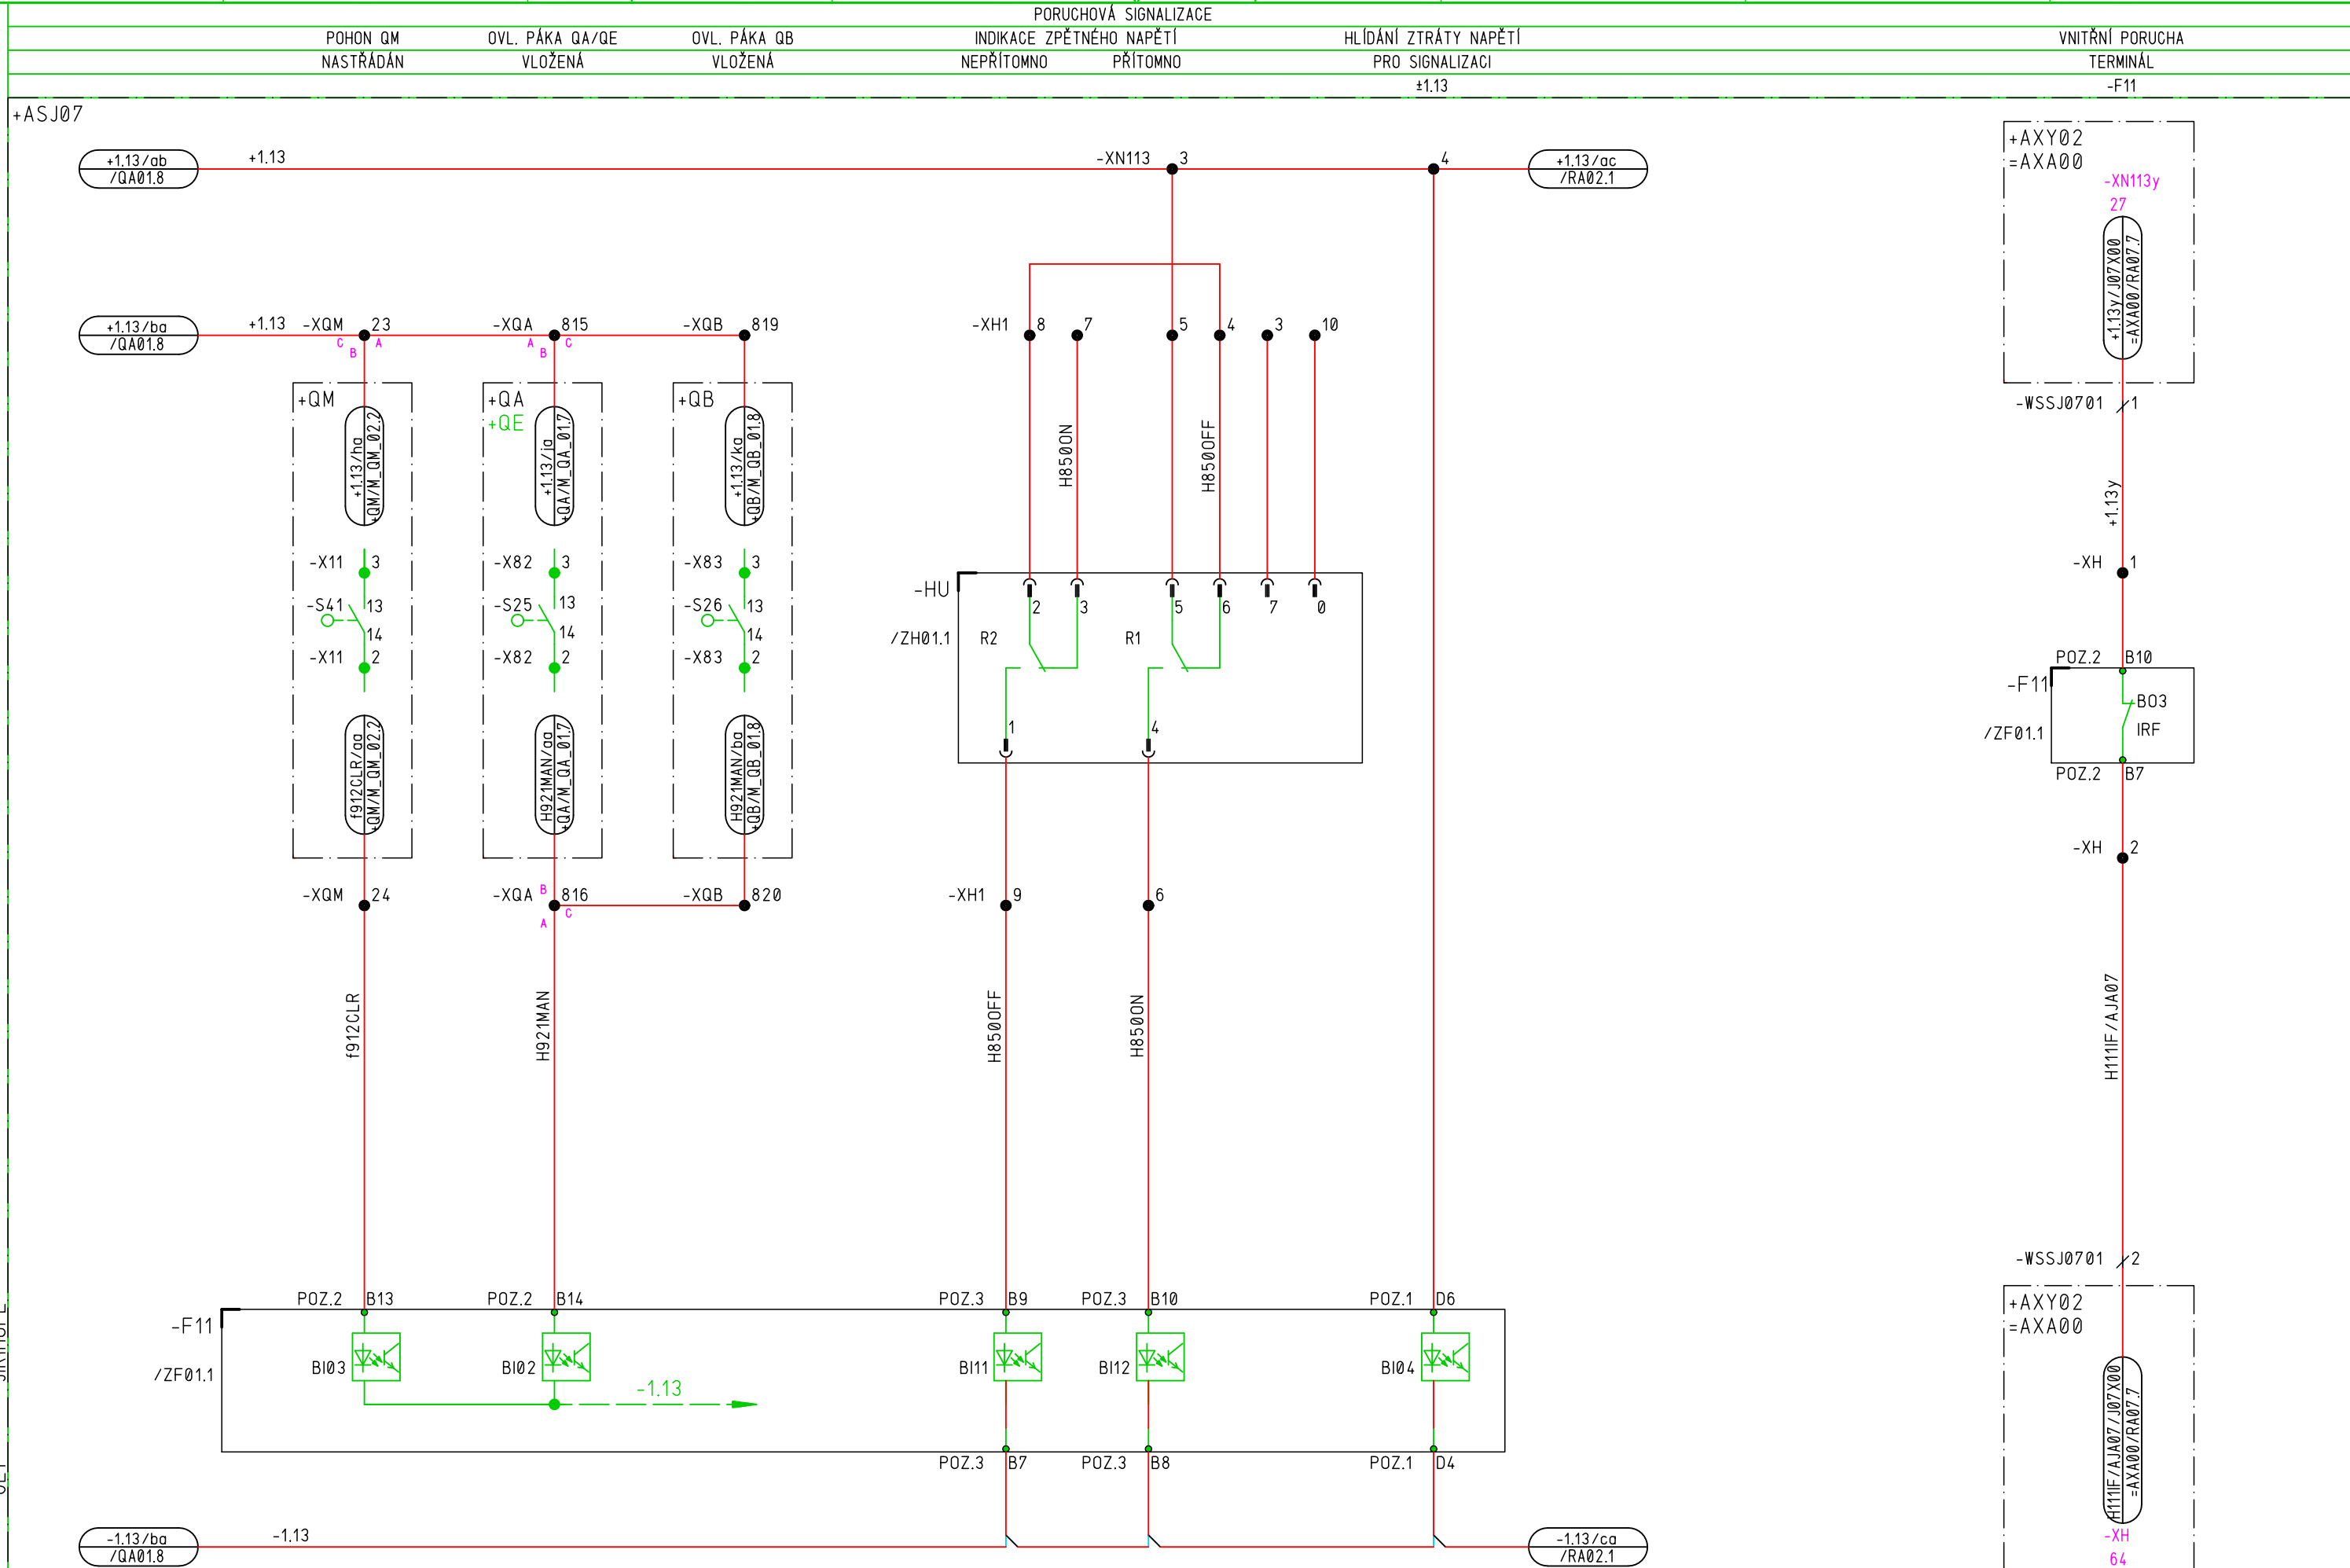 PORUCHOVÁ SIGNALIZACE
POHON QM OVL. PÁKA QA/QE OVL. PÁKA QB INDIKACE ZPĚTNÉHO NAPĚTÍ HLÍDÁNÍ ZTRÁTY NAPĚTÍ VNITŘNÍ PORUCHA
NASTŘÁDÁN VLOŽENÁ VLOŽENÁ NEPŘÍTOMNO PŘÍTOMNO PRO SIGNALIZACI TERMINÁL
±1.13 -F11
+ASJ07
+AXY02
=AXA00
-XN113y
27
+1.13y/J07X00
=AXA00/RA07.7
+1.13/ab
/QA01.8
+1.13
-XN113 3
4
+1.13/ac
/RA02.1
+1.13/ba
/QA01.8
+1.13
-XQM 23
C B A
-XQA 815
A B C
-XQB 819
-XH1 8 7 5 4 3 10
+QM
+1.13/ha
+QM/M_QM_02.2
+QA
+QE
+1.13/ja
+QA/M_QA_01.7
+QB
+1.13/ka
+QB/M_QB_01.8
H850ON
H850OFF
-WSSJ0701 1
+1.13y
-XH 1
-X11 3
-S41 13
14
-X11 2
-X82 3
-S25 13
14
-X82 2
-X83 3
-S26 13
14
-X83 2
-HU
/ZH01.1
2 3 5 6 7 0
R2 R1
1 4
POZ.2 B10
-F11
/ZF01.1
BO3
IRF
POZ.2 B7
-XH 2
f912CLR/aa
+QM/M_QM_02.2
H921MAN/aa
+QA/M_QA_01.7
H921MAN/ba
+QB/M_QB_01.8
-XQM 24
-XQA 816
B A C
-XQB 820
-XH1 9 6
f912CLR
H921MAN
H850OFF
H850ON
H111IF/AJA07
-WSSJ0701 2
POZ.2 B13
POZ.2 B14
POZ.3 B9
POZ.3 B10
POZ.1 D6
-F11
/ZF01.1
BI03
BI02
BI11
BI12
BI04
-1.13
POZ.3 B7
POZ.3 B8
POZ.1 D4
+AXY02
=AXA00
H111IF/AJA07/J07X00
=AXA00/RA07.7
-XH
64
-1.13/ba
/QA01.8
-1.13
-1.13/ca
/RA02.1